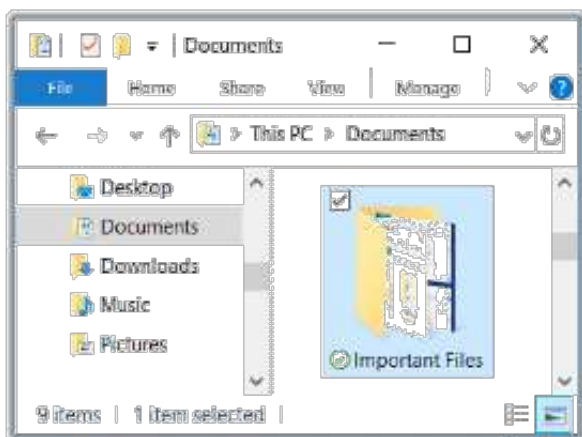 Documents
File Home Share View Manage
This PC Documents
Desktop
Documents
Downloads
Music
Pictures
Important Files
9 items 1 item selected